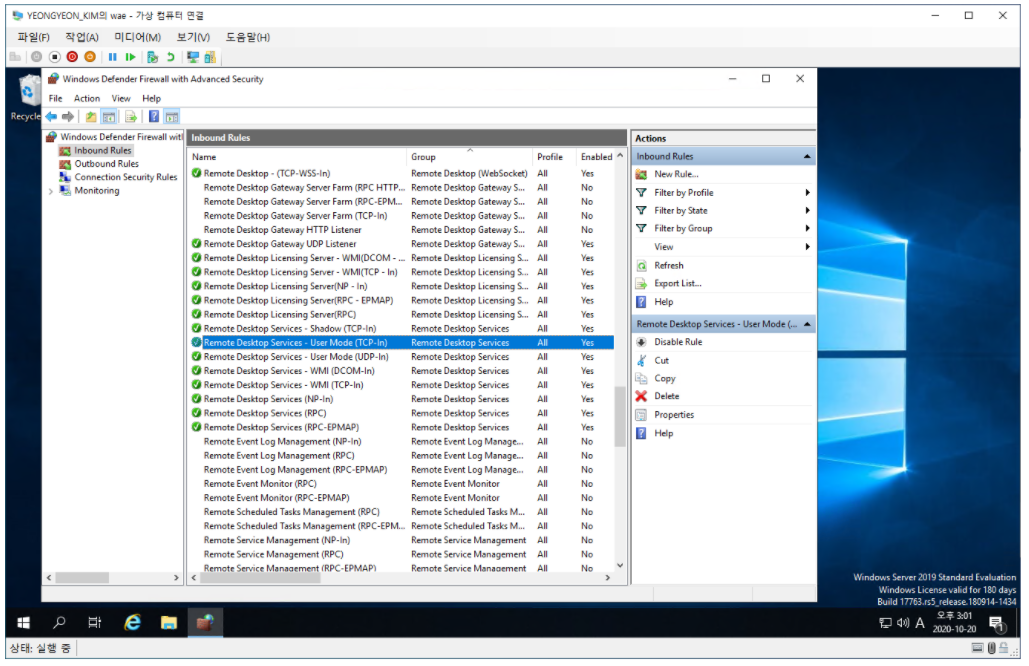 YEONGYEON_KIM의 wae - 가상 컴퓨터 연결
파일(F) 작업(A) 미디어(M) 보기(V) 도움말(H)
Recycle
Windows Defender Firewall with Advanced Security
File Action View Help
Windows Defender Firewall with
Inbound Rules
Outbound Rules
Connection Security Rules
Monitoring
Inbound Rules
Name Group Profile Enabled
Remote Desktop - (TCP-WSS-In) Remote Desktop (WebSocket) All Yes
Remote Desktop Gateway Server Farm (RPC HTTP... Remote Desktop Gateway S... All No
Remote Desktop Gateway Server Farm (RPC-EPM... Remote Desktop Gateway S... All No
Remote Desktop Gateway Server Farm (TCP-In) Remote Desktop Gateway S... All No
Remote Desktop Gateway HTTP Listener Remote Desktop Gateway S... All No
Remote Desktop Gateway UDP Listener Remote Desktop Gateway S... All Yes
Remote Desktop Licensing Server - WMI(DCOM - ... Remote Desktop Licensing S... All Yes
Remote Desktop Licensing Server - WMI(TCP - In) Remote Desktop Licensing S... All Yes
Remote Desktop Licensing Server(NP - In) Remote Desktop Licensing S... All Yes
Remote Desktop Licensing Server(RPC - EPMAP) Remote Desktop Licensing S... All Yes
Remote Desktop Licensing Server(RPC) Remote Desktop Licensing S... All Yes
Remote Desktop Services - Shadow (TCP-In) Remote Desktop Services All Yes
Remote Desktop Services - User Mode (TCP-In) Remote Desktop Services All Yes
Remote Desktop Services - User Mode (UDP-In) Remote Desktop Services All Yes
Remote Desktop Services - WMI (DCOM-In) Remote Desktop Services All Yes
Remote Desktop Services - WMI (TCP-In) Remote Desktop Services All Yes
Remote Desktop Services (NP-In) Remote Desktop Services All Yes
Remote Desktop Services (RPC) Remote Desktop Services All Yes
Remote Desktop Services (RPC-EPMAP) Remote Desktop Services All Yes
Remote Event Log Management (NP-In) Remote Event Log Manage... All No
Remote Event Log Management (RPC) Remote Event Log Manage... All No
Remote Event Log Management (RPC-EPMAP) Remote Event Log Manage... All No
Remote Event Monitor (RPC) Remote Event Monitor All No
Remote Event Monitor (RPC-EPMAP) Remote Event Monitor All No
Remote Scheduled Tasks Management (RPC) Remote Scheduled Tasks M... All No
Remote Scheduled Tasks Management (RPC-EPM... Remote Scheduled Tasks M... All No
Remote Service Management (NP-In) Remote Service Management All No
Remote Service Management (RPC) Remote Service Management All No
Remote Service Management (RPC-EPMAP) Remote Service Management All No
Actions
Inbound Rules
New Rule...
Filter by Profile
Filter by State
Filter by Group
View
Refresh
Export List...
Help
Remote Desktop Services - User Mode (...
Disable Rule
Cut
Copy
Delete
Properties
Help
Windows Server 2019 Standard Evaluation
Windows License valid for 180 days
Build 17763.rs5_release.180914-1434
A 오후 3:01
2020-10-20
1
상태: 실행 중